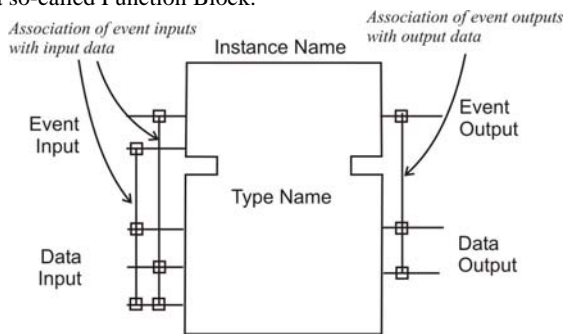 a so-called Function Block.
Association of event inputs
with input data
Instance Name
Association of event outputs
with output data
Event
Input
Event
Output
Type Name
Data
Input
Data
Output